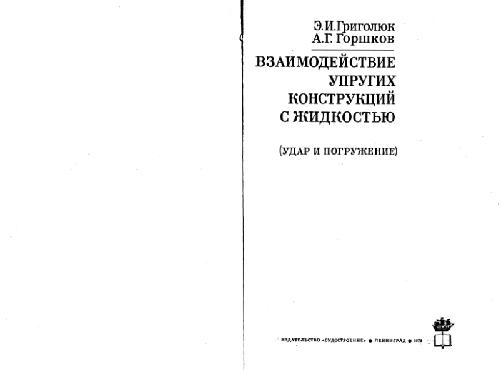 Э. И. Григолюк
А. Г. Горшков
ВЗАИМОДЕЙСТВИЕ
УПРУГИХ
КОНСТРУКЦИЙ
С ЖИДКОСТЬЮ
(УДАР И ПОГРУЖЕНИЕ)
ИЗДАТЕЛЬСТВО «СУДОСТРОЕНИЕ» ● ЛЕНИНГРАД ● 1976